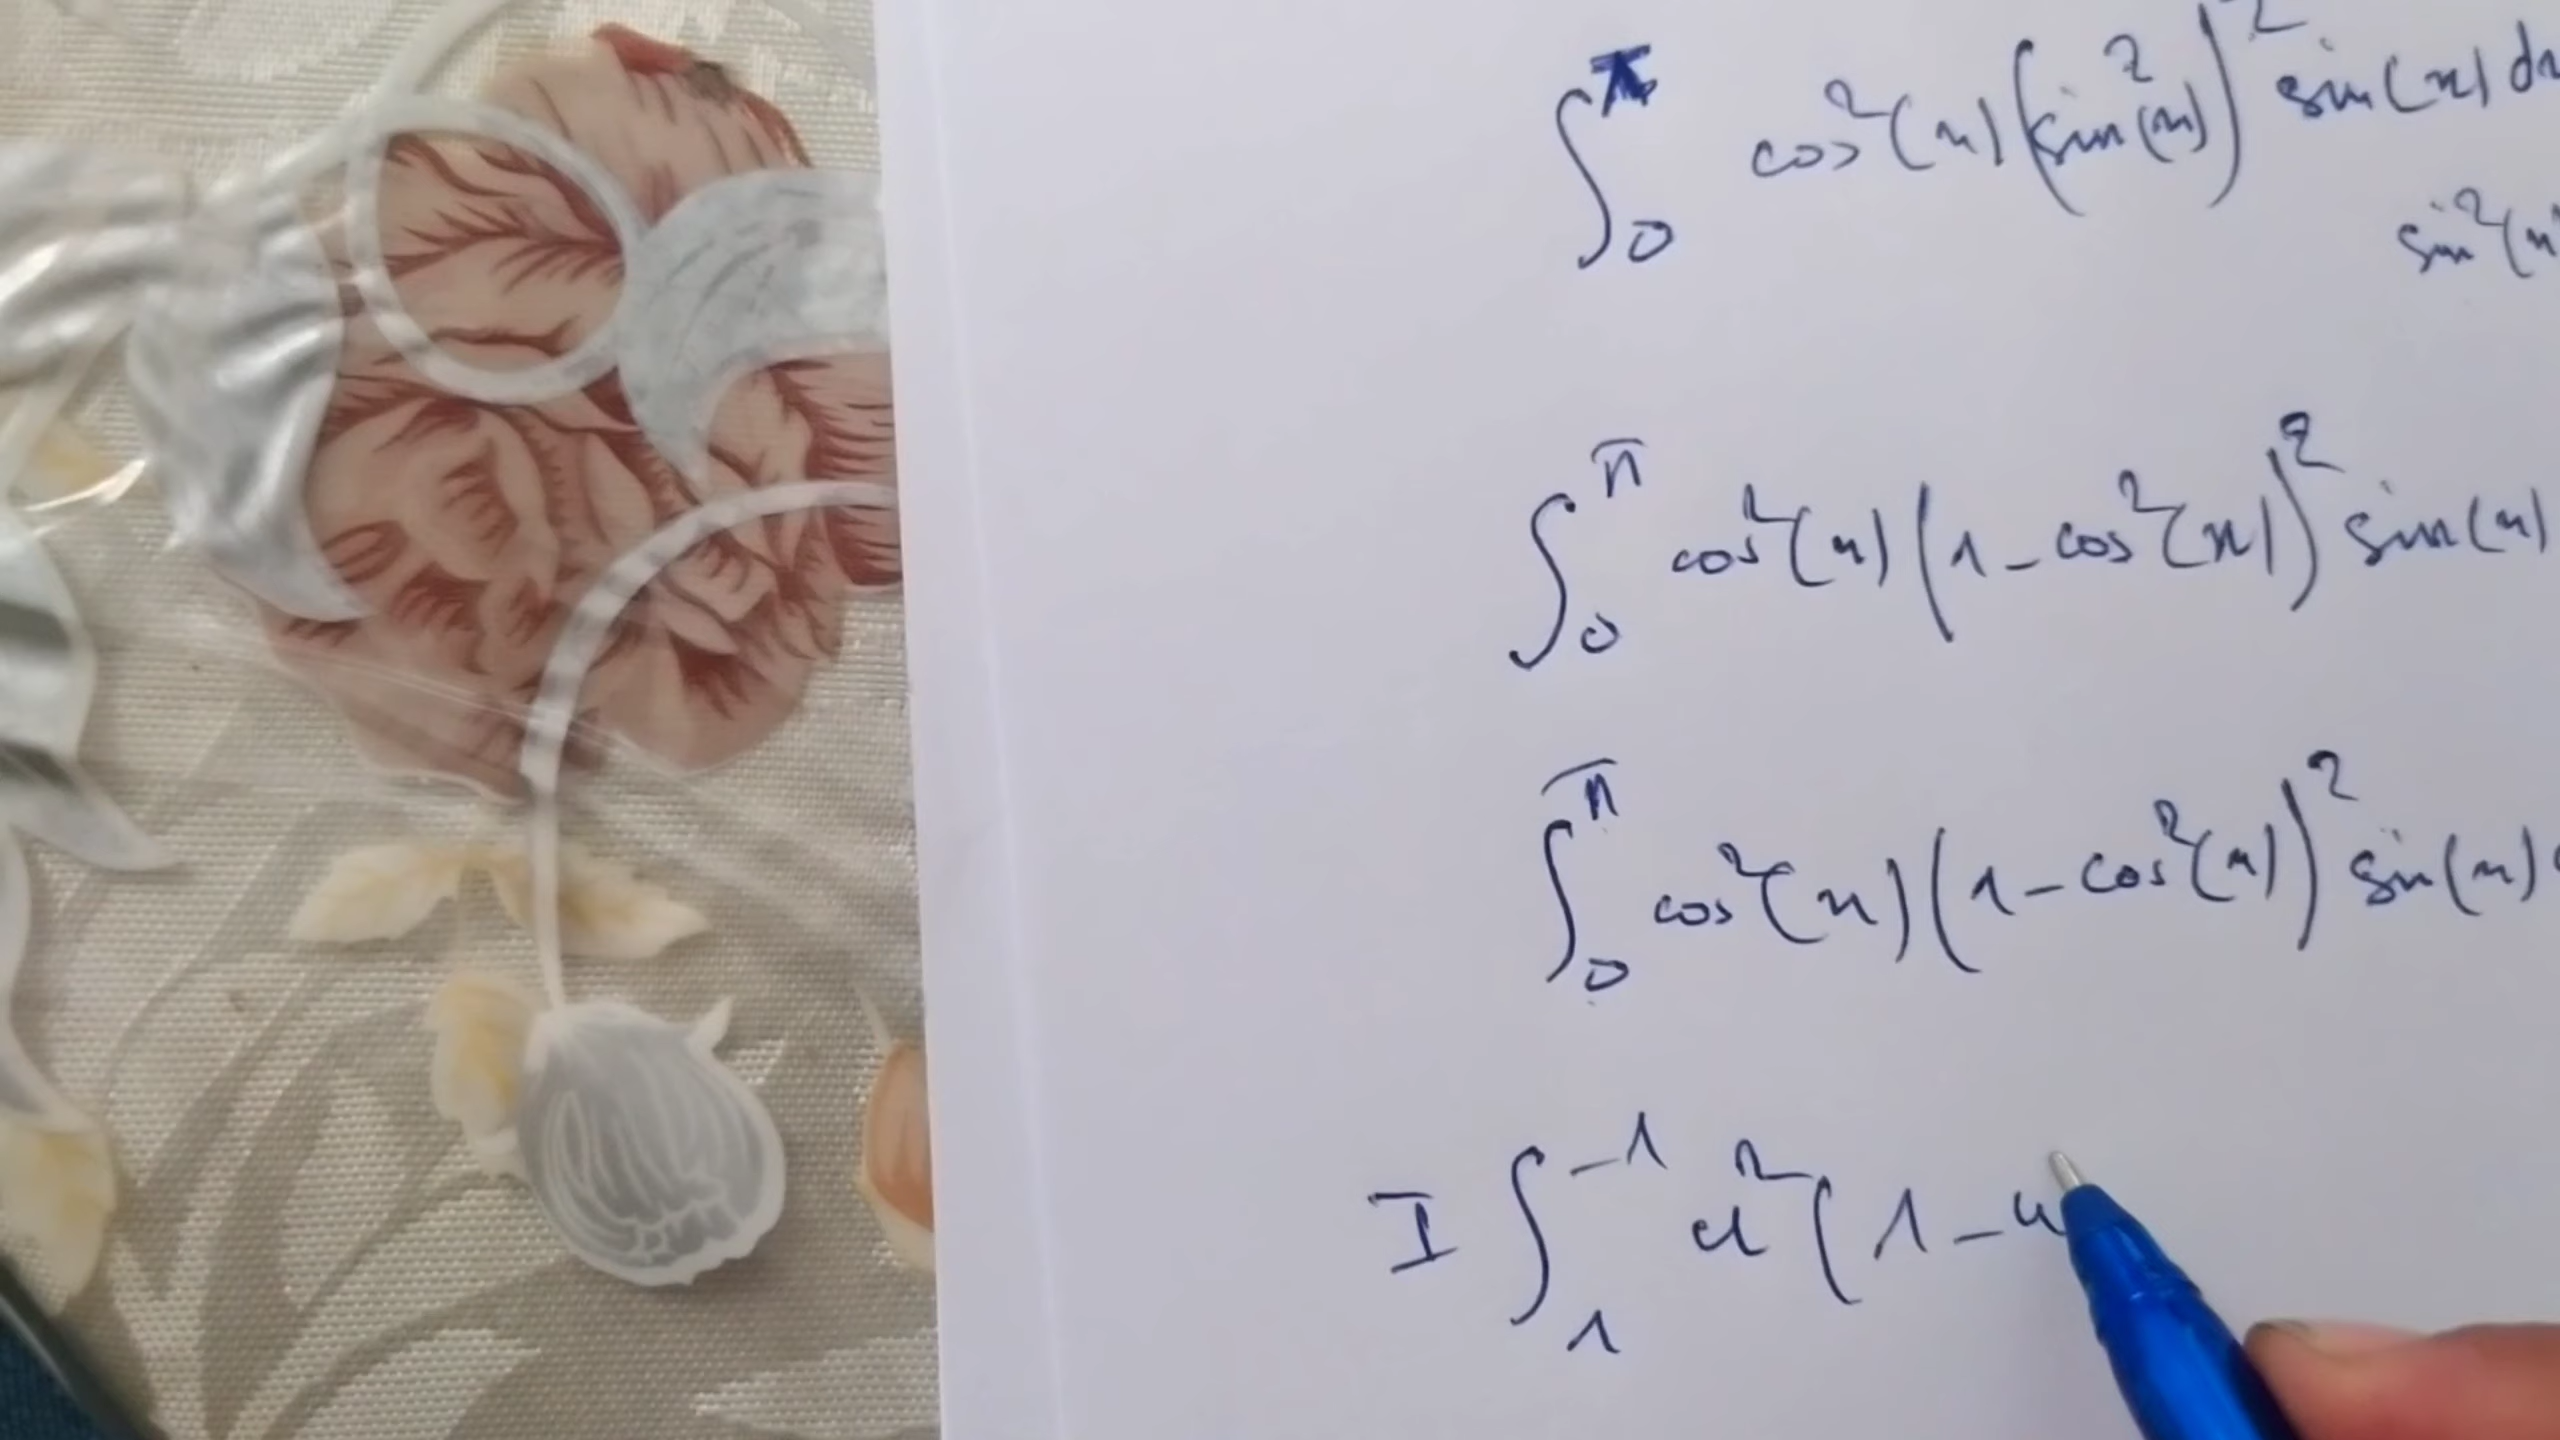 ∫₀^π cos²(x) (sin²(x))² sin(x) dx
sin²(x)
∫₀^π cos²(x) (1 - cos²(x))² sin(x)
∫₀^π cos²(x) (1 - cos²(x))² sin(x)
I ∫₁^-1 u² (1 - u